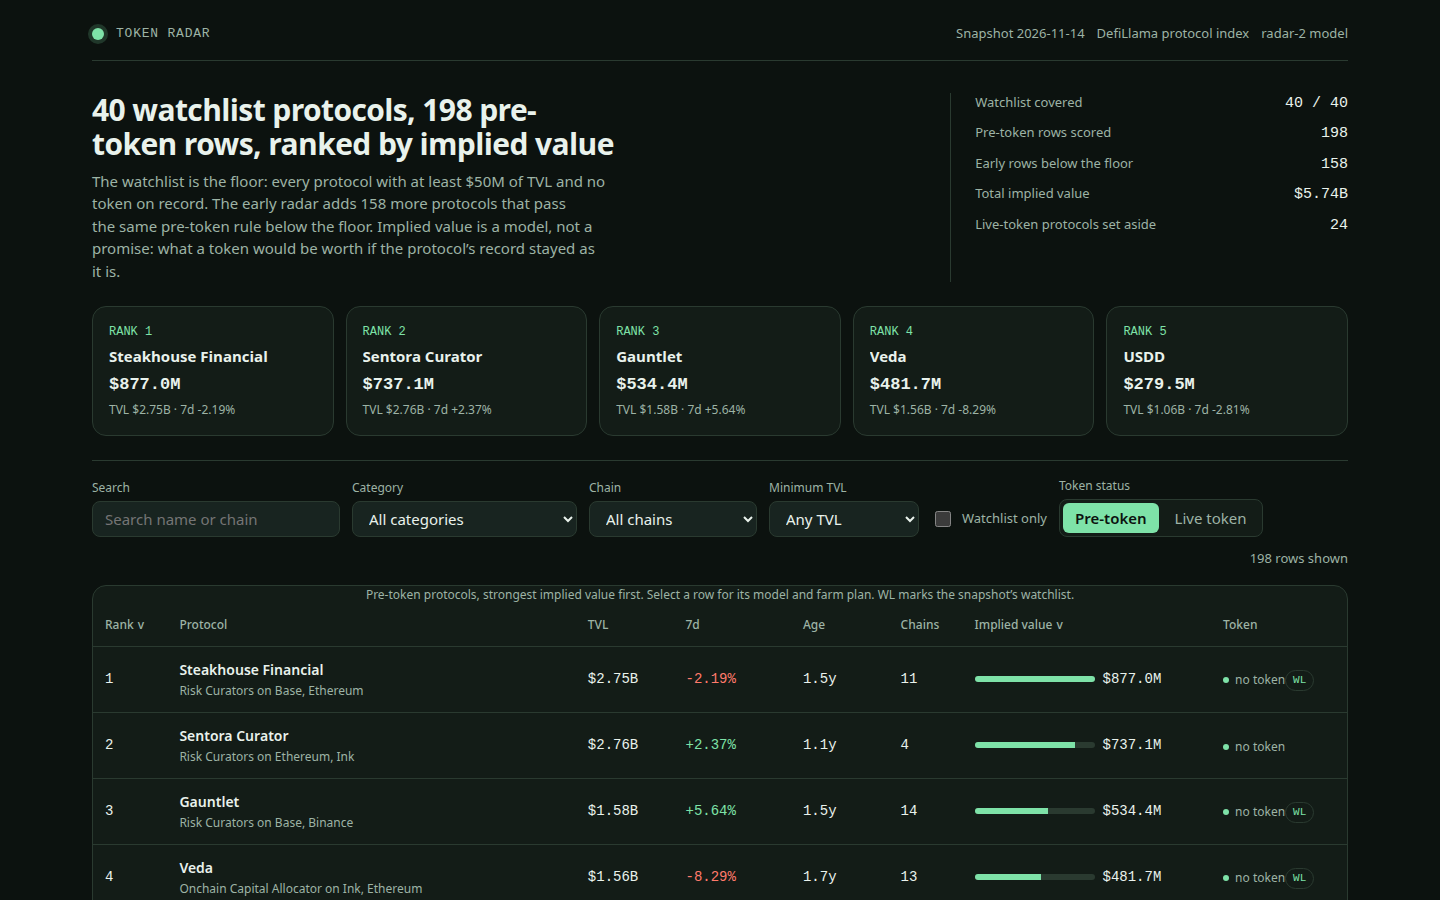 TOKEN RADAR
Snapshot 2026-11-14 DefiLlama protocol index radar-2 model
40 watchlist protocols, 198 pre-
token rows, ranked by implied value
The watchlist is the floor: every protocol with at least $50M of TVL and no
token on record. The early radar adds 158 more protocols that pass
the same pre-token rule below the floor. Implied value is a model, not a
promise: what a token would be worth if the protocol’s record stayed as
it is.
Watchlist covered 40 / 40
Pre-token rows scored 198
Early rows below the floor 158
Total implied value $5.74B
Live-token protocols set aside 24
RANK 1
Steakhouse Financial
$877.0M
TVL $2.75B · 7d -2.19%
RANK 2
Sentora Curator
$737.1M
TVL $2.76B · 7d +2.37%
RANK 3
Gauntlet
$534.4M
TVL $1.58B · 7d +5.64%
RANK 4
Veda
$481.7M
TVL $1.56B · 7d -8.29%
RANK 5
USDD
$279.5M
TVL $1.06B · 7d -2.81%
Search
Search name or chain
Category
All categories
Chain
All chains
Minimum TVL
Any TVL
Watchlist only
Token status
Pre-token Live token
198 rows shown
Pre-token protocols, strongest implied value first. Select a row for its model and farm plan. WL marks the snapshot’s watchlist.
Rank v Protocol TVL 7d Age Chains Implied value v Token
1 Steakhouse Financial $2.75B -2.19% 1.5y 11 $877.0M no token WL
Risk Curators on Base, Ethereum
2 Sentora Curator $2.76B +2.37% 1.1y 4 $737.1M no token
Risk Curators on Ethereum, Ink
3 Gauntlet $1.58B +5.64% 1.5y 14 $534.4M no token WL
Risk Curators on Base, Binance
4 Veda $1.56B -8.29% 1.7y 13 $481.7M no token WL
Onchain Capital Allocator on Ink, Ethereum